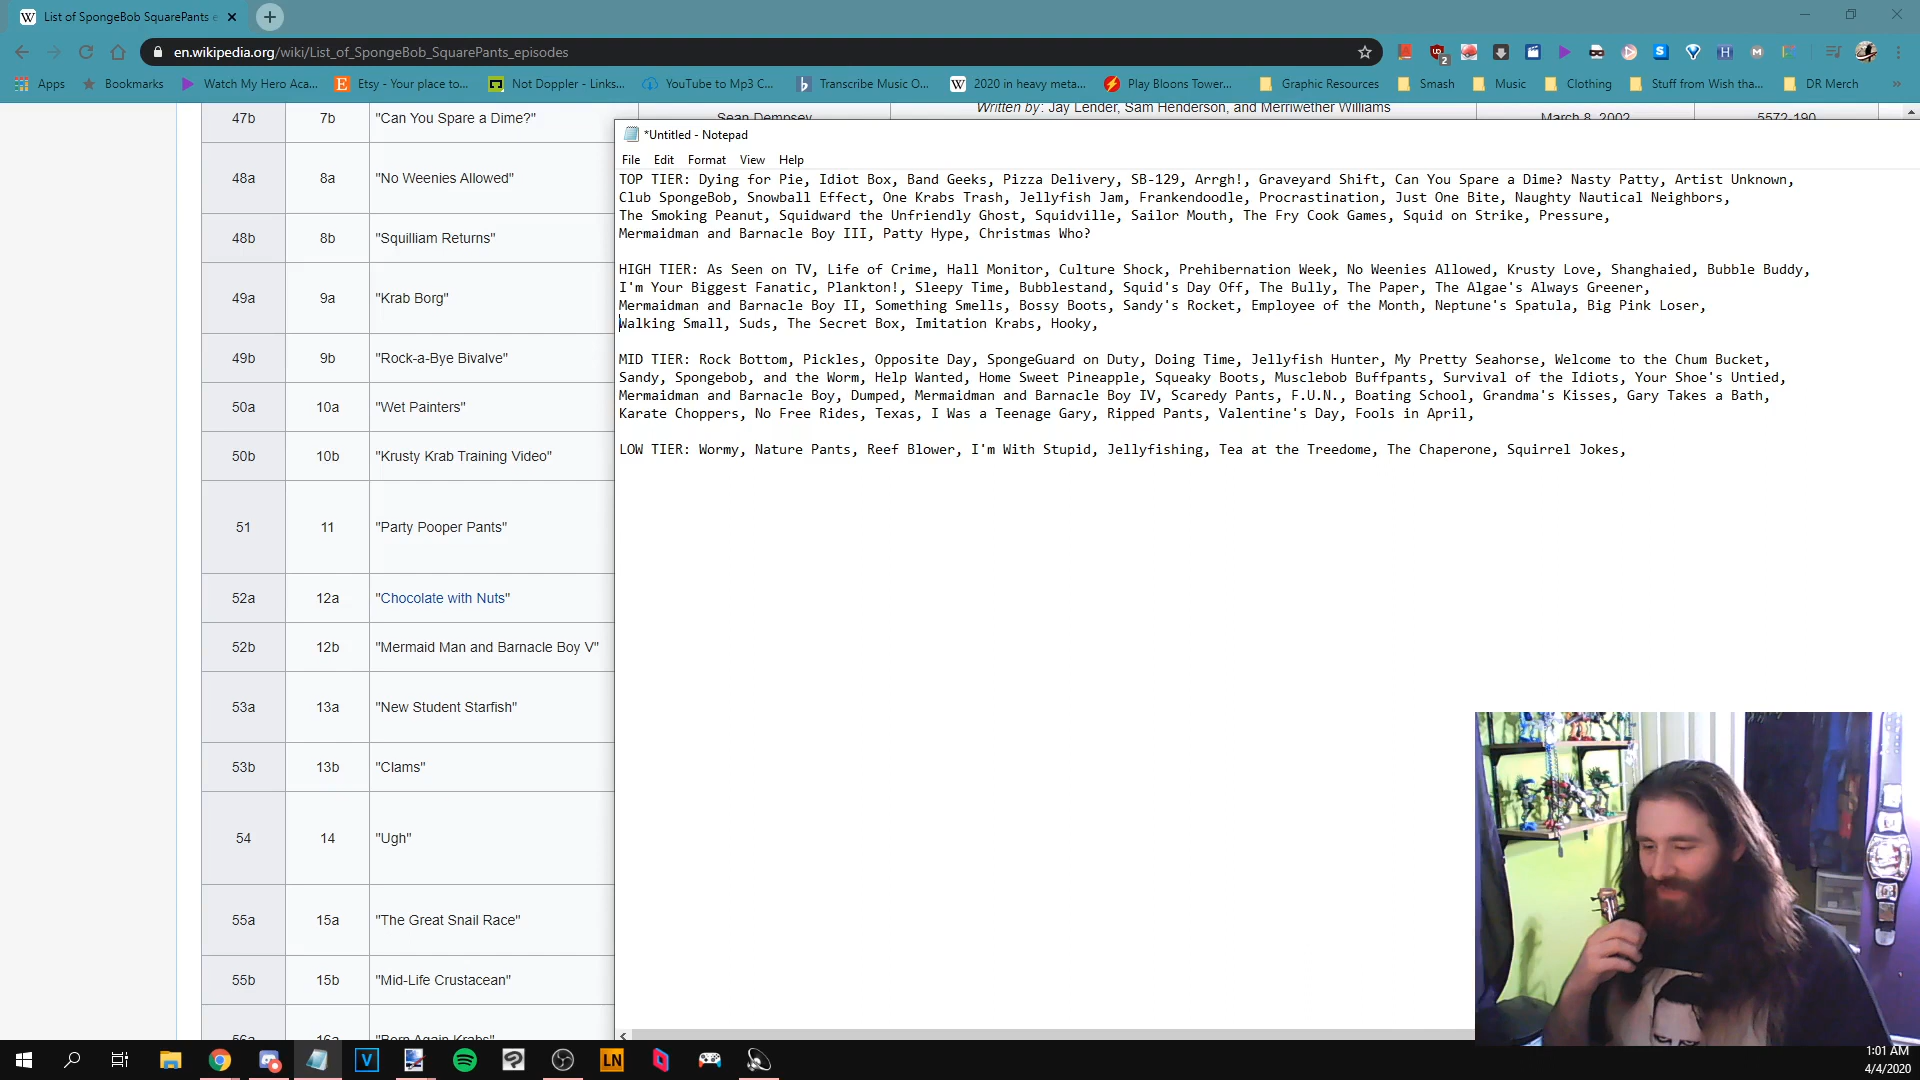 List of SpongeBob SquarePants e
en.wikipedia.org/wiki/List_of_SpongeBob_SquarePants_episodes
Apps
Bookmarks
Watch My Hero Aca...
Etsy - Your place to...
Not Doppler - Links...
YouTube to Mp3 C...
Transcribe Music O...
2020 in heavy meta...
Play Bloons Tower...
Graphic Resources
Smash
Music
Clothing
Stuff from Wish tha...
DR Merch
Written by: Jay Lender, Sam Henderson, and Merriwether Williams
47b 7b "Can You Spare a Dime?" Sean Dempsey March 8, 2002 5572-190
48a 8a "No Weenies Allowed"
48b 8b "Squilliam Returns"
49a 9a "Krab Borg"
49b 9b "Rock-a-Bye Bivalve"
50a 10a "Wet Painters"
50b 10b "Krusty Krab Training Video"
51 11 "Party Pooper Pants"
52a 12a "Chocolate with Nuts"
52b 12b "Mermaid Man and Barnacle Boy V"
53a 13a "New Student Starfish"
53b 13b "Clams"
54 14 "Ugh"
55a 15a "The Great Snail Race"
55b 15b "Mid-Life Crustacean"
56a 16a "Born Again Krabs"
*Untitled - Notepad
File Edit Format View Help
TOP TIER: Dying for Pie, Idiot Box, Band Geeks, Pizza Delivery, SB-129, Arrgh!, Graveyard Shift, Can You Spare a Dime? Nasty Patty, Artist Unknown,
Club SpongeBob, Snowball Effect, One Krabs Trash, Jellyfish Jam, Frankendoodle, Procrastination, Just One Bite, Naughty Nautical Neighbors,
The Smoking Peanut, Squidward the Unfriendly Ghost, Squidville, Sailor Mouth, The Fry Cook Games, Squid on Strike, Pressure,
Mermaidman and Barnacle Boy III, Patty Hype, Christmas Who?
HIGH TIER: As Seen on TV, Life of Crime, Hall Monitor, Culture Shock, Prehibernation Week, No Weenies Allowed, Krusty Love, Shanghaied, Bubble Buddy,
I'm Your Biggest Fanatic, Plankton!, Sleepy Time, Bubblestand, Squid's Day Off, The Bully, The Paper, The Algae's Always Greener,
Mermaidman and Barnacle Boy II, Something Smells, Bossy Boots, Sandy's Rocket, Employee of the Month, Neptune's Spatula, Big Pink Loser,
Walking Small, Suds, The Secret Box, Imitation Krabs, Hooky,
MID TIER: Rock Bottom, Pickles, Opposite Day, SpongeGuard on Duty, Doing Time, Jellyfish Hunter, My Pretty Seahorse, Welcome to the Chum Bucket,
Sandy, Spongebob, and the Worm, Help Wanted, Home Sweet Pineapple, Squeaky Boots, Musclebob Buffpants, Survival of the Idiots, Your Shoe's Untied,
Mermaidman and Barnacle Boy, Dumped, Mermaidman and Barnacle Boy IV, Scaredy Pants, F.U.N., Boating School, Grandma's Kisses, Gary Takes a Bath,
Karate Choppers, No Free Rides, Texas, I Was a Teenage Gary, Ripped Pants, Valentine's Day, Fools in April,
LOW TIER: Wormy, Nature Pants, Reef Blower, I'm With Stupid, Jellyfishing, Tea at the Treedome, The Chaperone, Squirrel Jokes,
LN
1:01 AM
4/4/2020